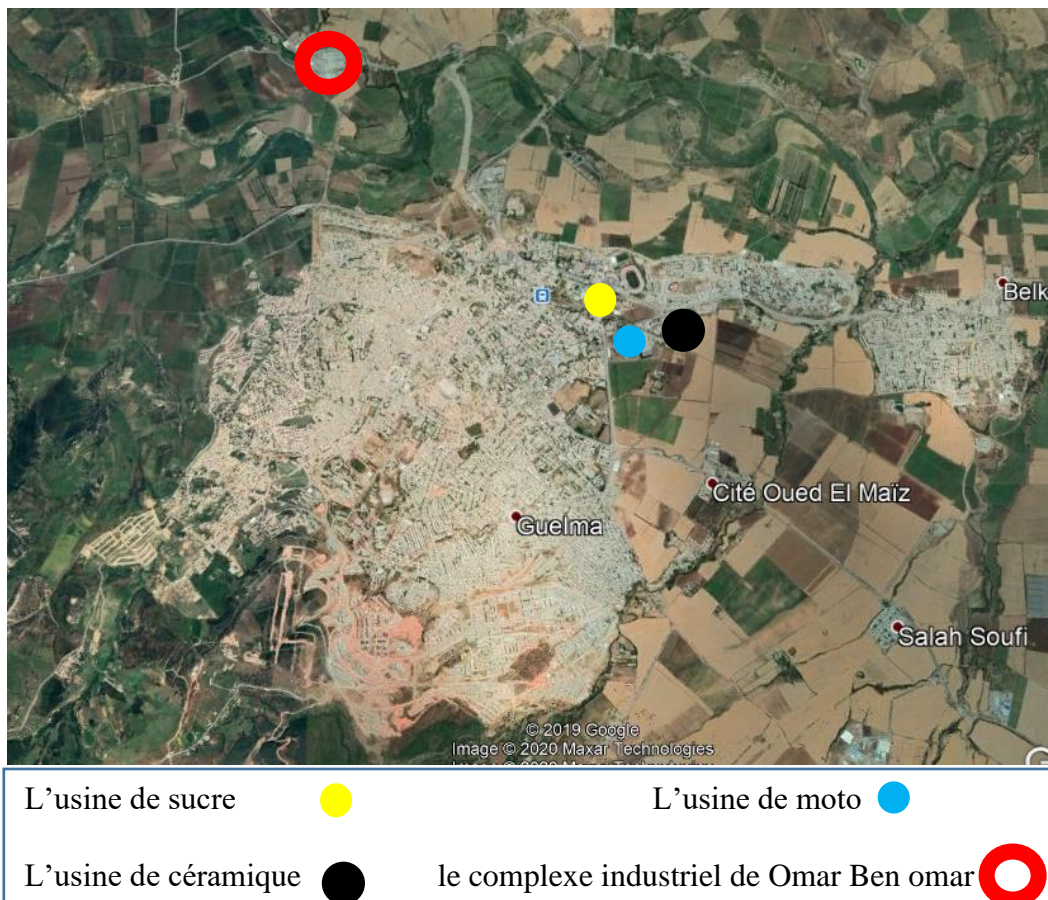 Belk
Cité Oued El Maïz
Guelma
Salah Soufi
© 2019 Google
Image © 2020 Maxar Technologies
L'usine de sucre
L'usine de moto
L'usine de céramique
le complexe industriel de Omar Ben omar